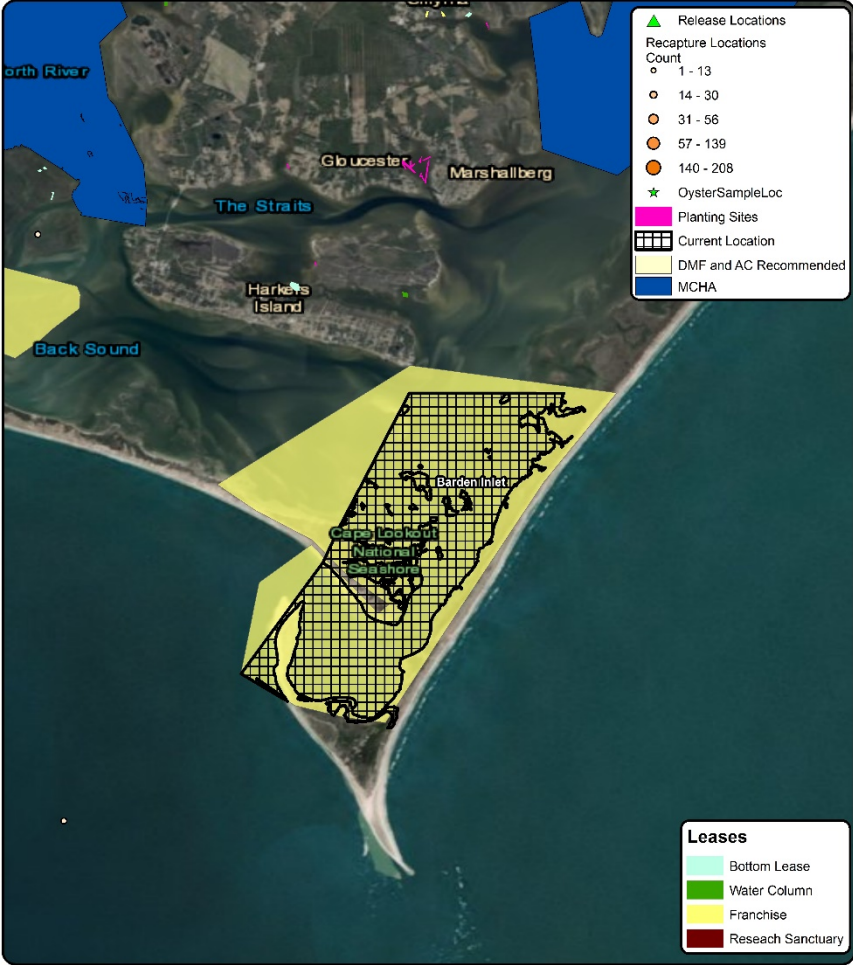 Smyrna
Release Locations
Recapture Locations
Count
1 - 13
14 - 30
31 - 56
57 - 139
140 - 208
OysterSampleLoc
Planting Sites
Current Location
DMF and AC Recommended
MCHA
orth River
Gloucester
Marshallberg
The Straits
Harkers
Island
Back Sound
Barden Inlet
Cape Lookout
National
Seashore
Leases
Bottom Lease
Water Column
Franchise
Reseach Sanctuary